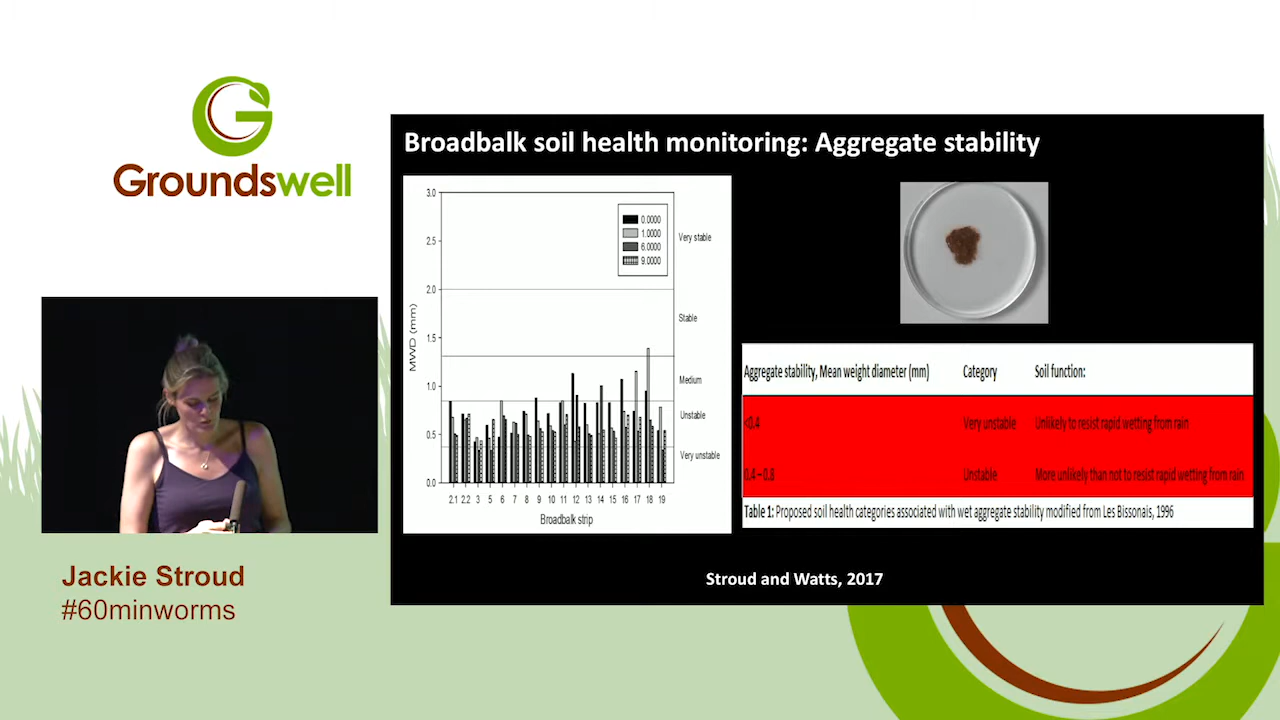 Groundswell
Jackie Stroud
#60minworms
Broadbalk soil health monitoring: Aggregate stability
3.0
2.5
2.0
1.5
1.0
0.5
0.0
MWD (mm)
0.0000
1.0000
6.0000
9.0000
Very stable
Stable
Medium
Unstable
Very unstable
2.1 2.2 3 5 6 7 8 9 10 11 12 13 14 15 16 17 18 19
Broadbalk strip
Aggregate stability, Mean weight diameter (mm) Category Soil function:
<0.4 Very unstable Unlikely to resist rapid wetting from rain
0.4 – 0.8 Unstable More unlikely than not to resist rapid wetting from rain
Table 1: Proposed soil health categories associated with wet aggregate stability modified from Les Bissonais, 1996
Stroud and Watts, 2017